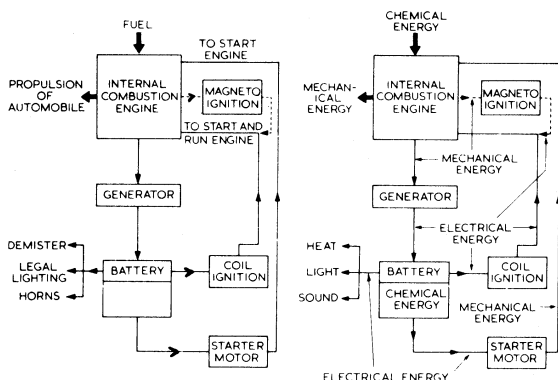 FUEL
TO START
ENGINE
PROPULSION
OF
AUTOMOBILE
INTERNAL
COMBUSTION
ENGINE
MAGNETO
IGNITION
TO START AND
RUN ENGINE
GENERATOR
DEMISTER
LEGAL
LIGHTING
HORNS
BATTERY
COIL
IGNITION
STARTER
MOTOR
CHEMICAL
ENERGY
MECHAN-
ICAL
ENERGY
INTERNAL
COMBUSTION
ENGINE
MAGNETO
IGNITION
MECHANICAL
ENERGY
GENERATOR
ELECTRICAL
ENERGY
HEAT
LIGHT
SOUND
BATTERY
CHEMICAL
ENERGY
COIL
IGNITION
MECHANICAL
ENERGY
STARTER
MOTOR
ELECTRICAL ENERGY